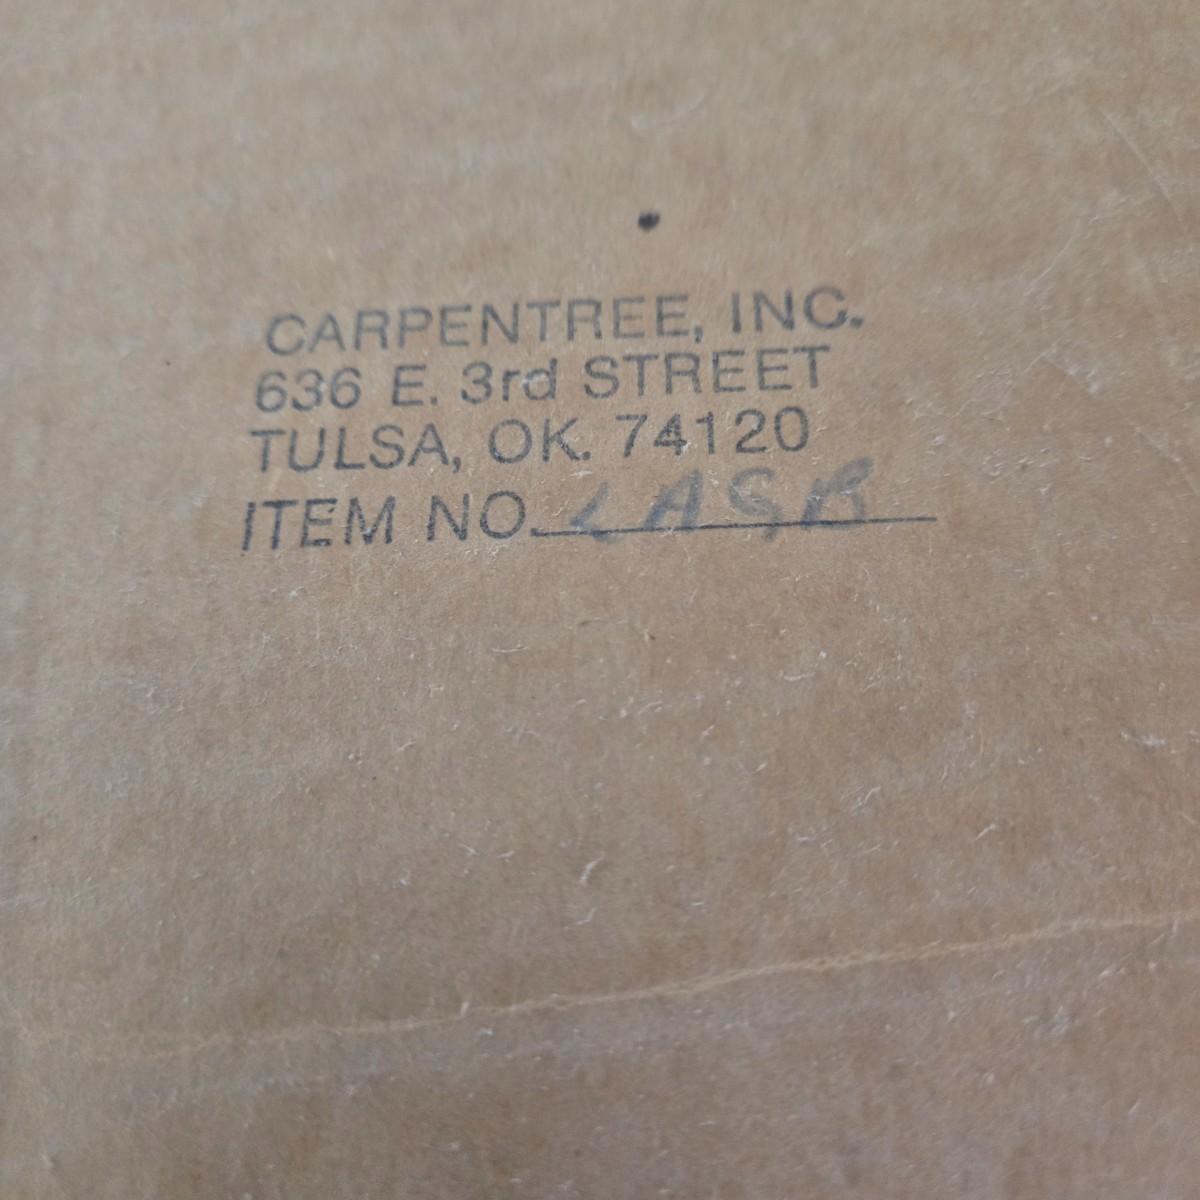 CARPENTREE, INC.
636 E. 3rd STREET
TULSA, OK. 74120
ITEM NO.